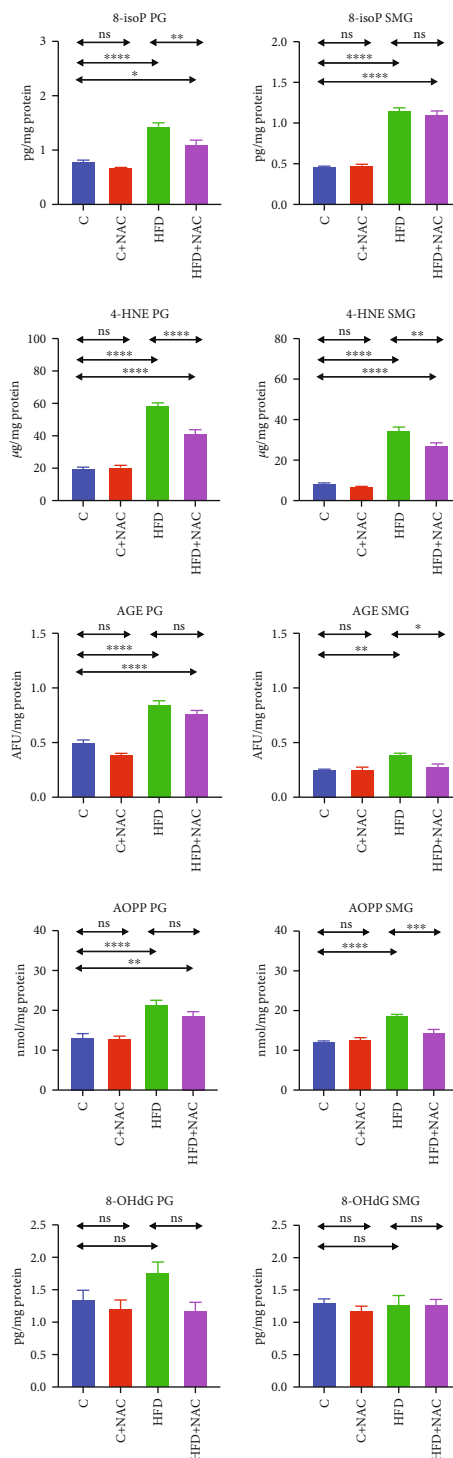 8-isoP PG
ns
**
****
*
3
2
1
0
pg/mg protein
C
C+NAC
HFD
HFD+NAC
8-isoP SMG
ns
ns
****
****
2.0
1.5
1.0
0.5
0.0
pg/mg protein
C
C+NAC
HFD
HFD+NAC
4-HNE PG
ns
****
****
****
100
80
60
40
20
0
µg/mg protein
C
C+NAC
HFD
HFD+NAC
4-HNE SMG
ns
**
****
****
80
60
40
20
0
µg/mg protein
C
C+NAC
HFD
HFD+NAC
AGE PG
ns
ns
****
****
1.5
1.0
0.5
0.0
AFU/mg protein
C
C+NAC
HFD
HFD+NAC
AGE SMG
ns
*
**
1.5
1.0
0.5
0.0
AFU/mg protein
C
C+NAC
HFD
HFD+NAC
AOPP PG
ns
ns
****
**
40
30
20
10
0
nmol/mg protein
C
C+NAC
HFD
HFD+NAC
AOPP SMG
ns
***
****
40
30
20
10
0
nmol/mg protein
C
C+NAC
HFD
HFD+NAC
8-OHdG PG
ns
ns
ns
2.5
2.0
1.5
1.0
0.5
0.0
pg/mg protein
C
C+NAC
HFD
HFD+NAC
8-OHdG SMG
ns
ns
ns
2.5
2.0
1.5
1.0
0.5
0.0
pg/mg protein
C
C+NAC
HFD
HFD+NAC